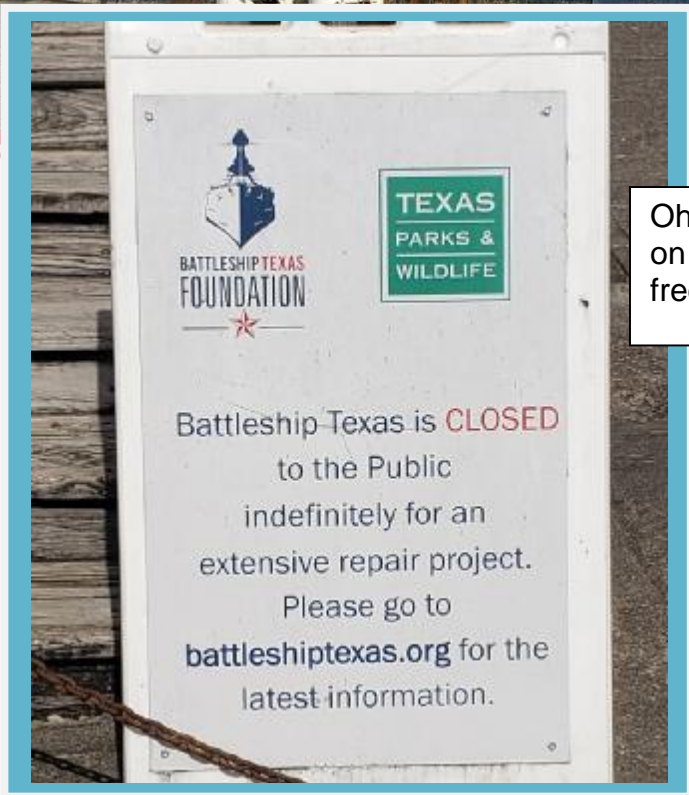 BATTLESHIP TEXAS
FOUNDATION
TEXAS
PARKS &
WILDLIFE
Battleship Texas is CLOSED
to the Public
indefinitely for an
extensive repair project.
Please go to
battleshiptexas.org for the
latest information.
Oh
on